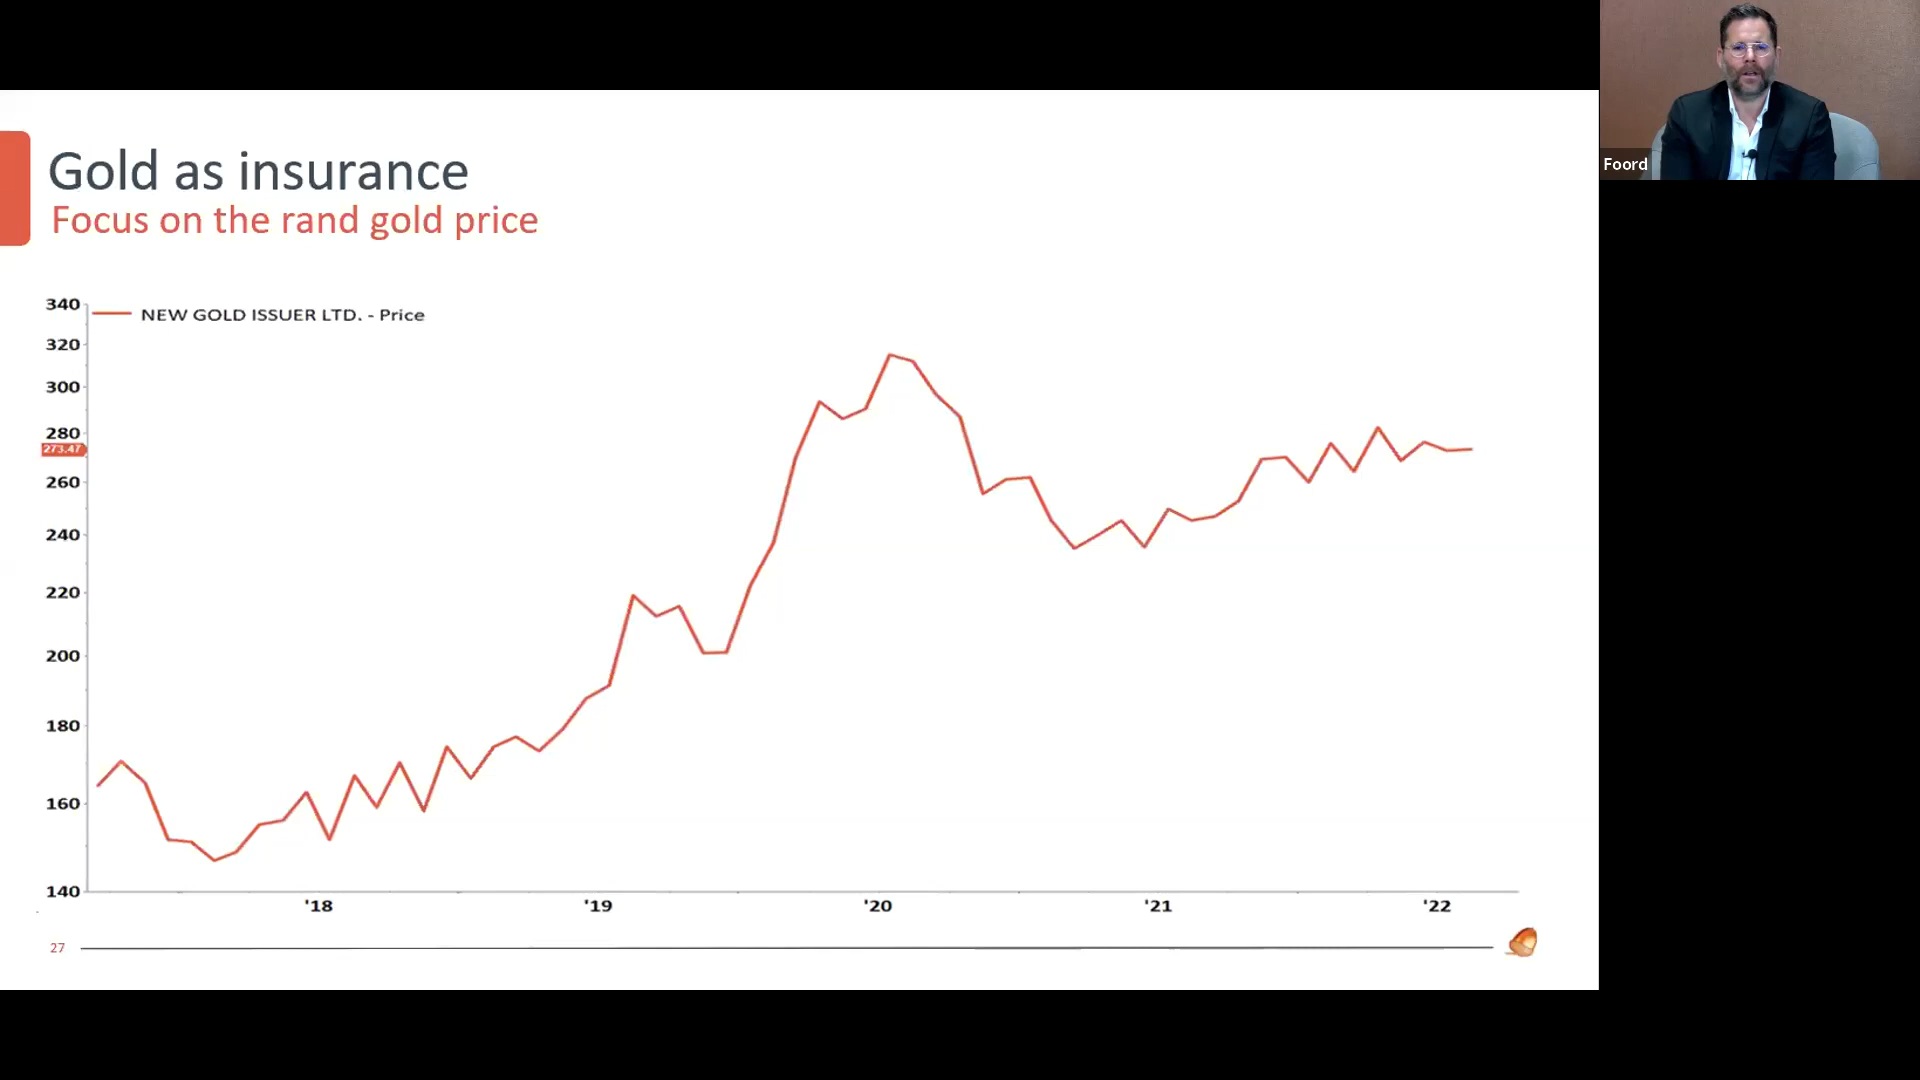 Foord
Gold as insurance
Focus on the rand gold price
NEW GOLD ISSUER LTD. - Price
340
320
300
280
273.47
260
240
220
200
180
160
140
'18 '19 '20 '21 '22
27